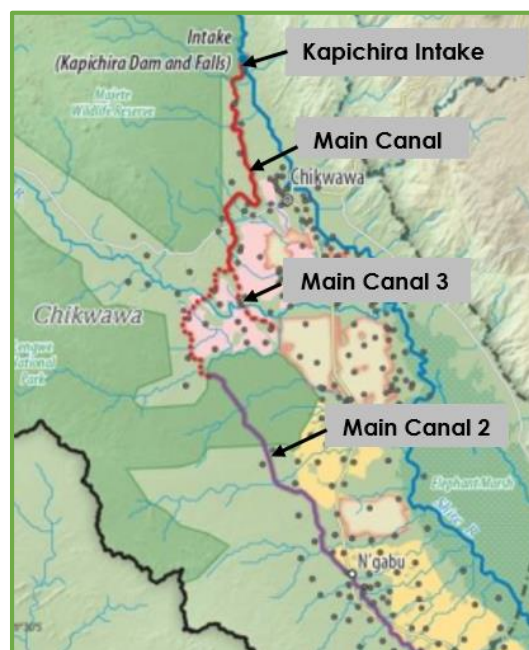 Intake
(Kapichira Dam and Falls)
Kapichira Intake
Majete
Wildlife Reserve
Main Canal
Chikwawa
Main Canal 3
Chikwawa
National
Park
Main Canal 2
Elephant Marsh
Shire R.
N'gabu